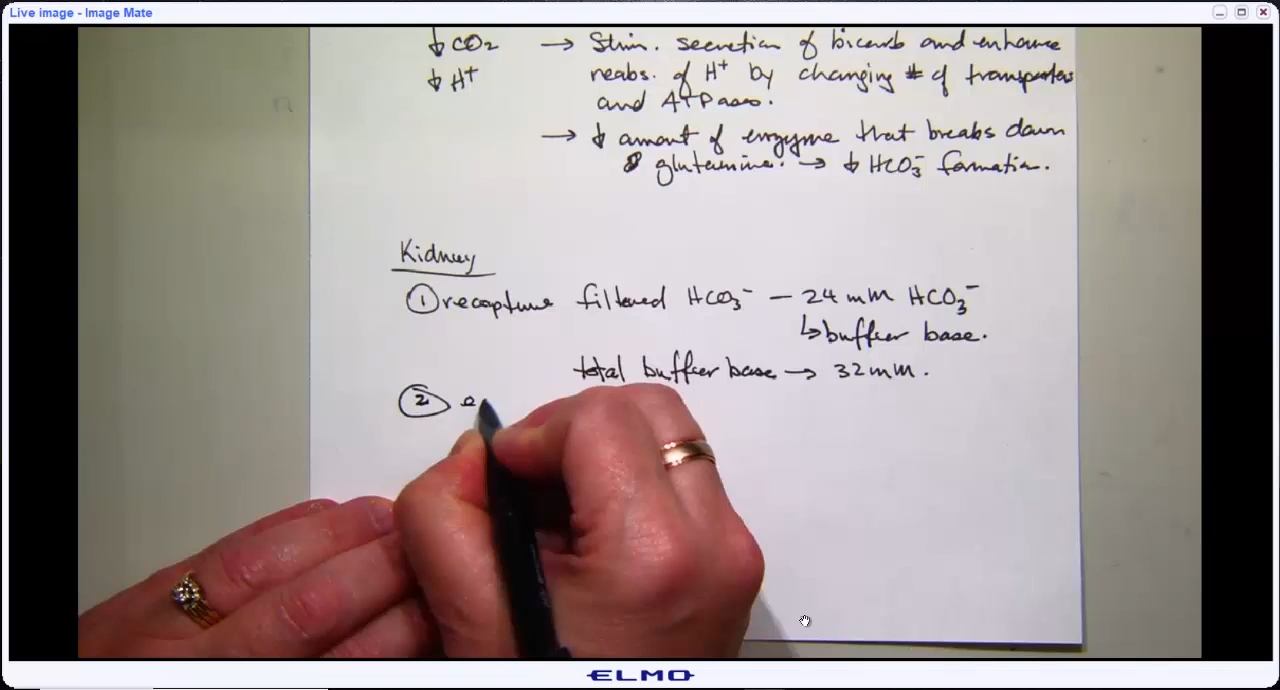 Live image - Image Mate
↓ CO2 → Stim. secretion of bicarb and enhance
↓ H+ reabs. of H+ by changing # of transporters
and ATPases.
→ ↓ amount of enzyme that breaks down
glutamine. → ↓ HCO3- formation.
Kidney
① recapture filtered HCO3- – 24 mM HCO3-
↳ buffer base.
total buffer base → 32 mM.
②
ELMO